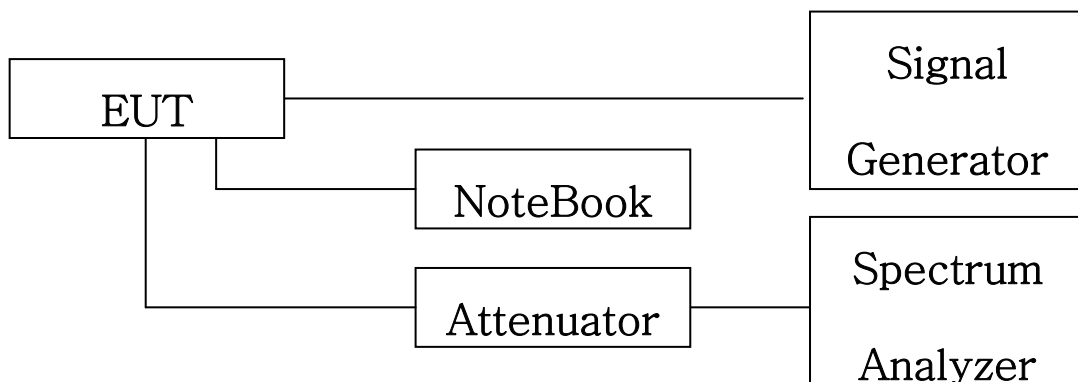 Signal
EUT
Generator
NoteBook
Spectrum
Attenuator
Analyzer